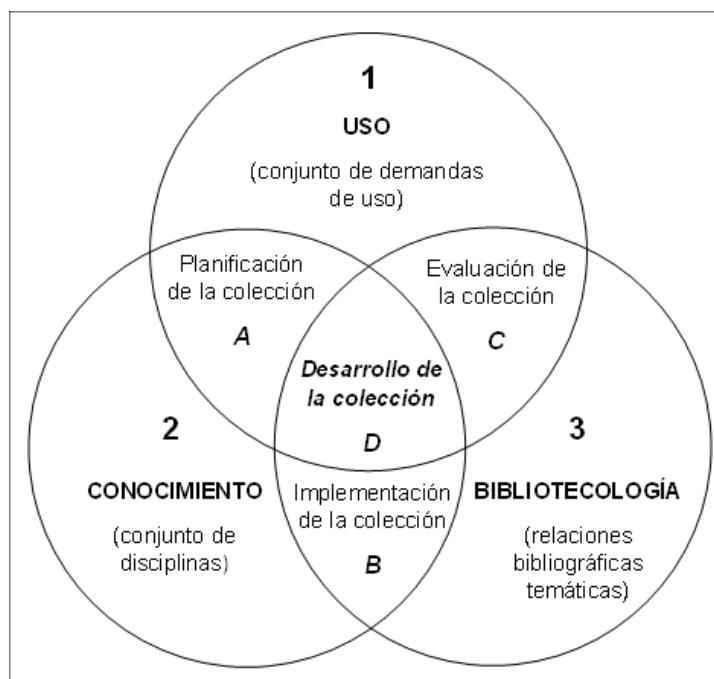 1
USO
(conjunto de demandas
de uso)
Planificación
de la colección
A
Evaluación de
la colección
C
Desarrollo de
la colección
D
2
CONOCIMIENTO
(conjunto de
disciplinas)
Implementación
de la colección
B
3
BIBLIOTECOLOGÍA
(relaciones
bibliográficas
temáticas)